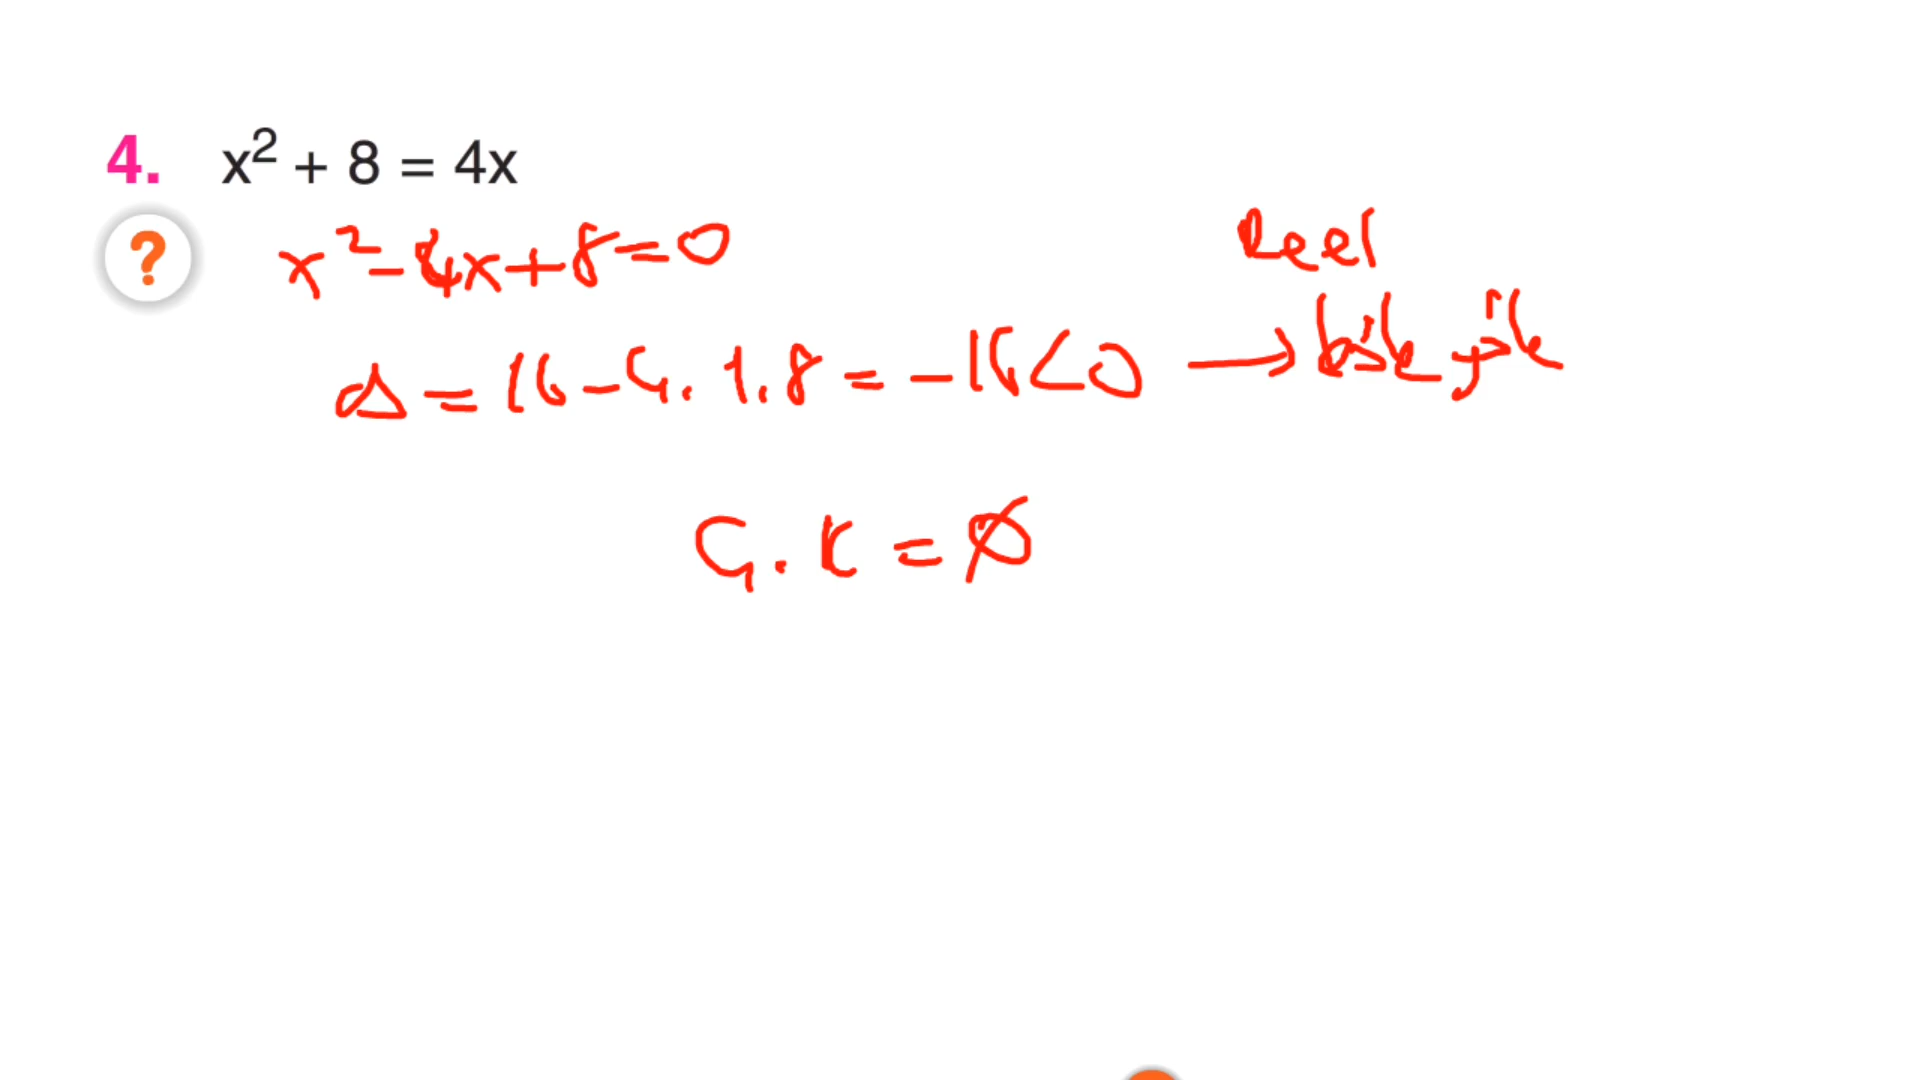 4. x² + 8 = 4x
?
x² - 4x + 8 = 0
Reel
Δ = 16 - 4 . 1 . 8 = -16 < 0 → kök yok
Ç . K = ∅